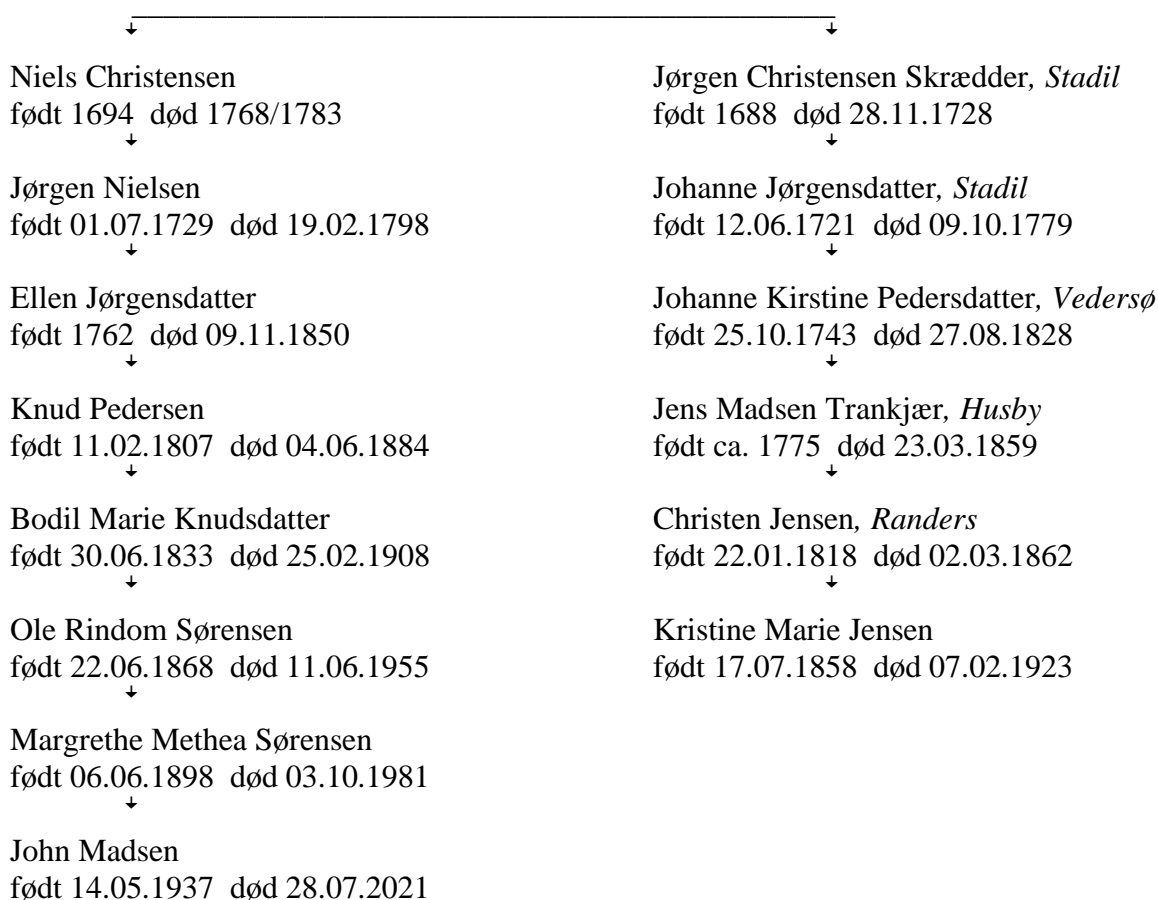 Niels Christensen
født 1694 død 1768/1783
Jørgen Nielsen
født 01.07.1729 død 19.02.1798
Ellen Jørgensdatter
født 1762 død 09.11.1850
Knud Pedersen
født 11.02.1807 død 04.06.1884
Bodil Marie Knudsdatter
født 30.06.1833 død 25.02.1908
Ole Rindom Sørensen
født 22.06.1868 død 11.06.1955
Margrethe Methea Sørensen
født 06.06.1898 død 03.10.1981
John Madsen
født 14.05.1937 død 28.07.2021
Jørgen Christensen Skrædder, Stadil
født 1688 død 28.11.1728
Johanne Jørgensdatter, Stadil
født 12.06.1721 død 09.10.1779
Johanne Kirstine Pedersdatter, Vedersø
født 25.10.1743 død 27.08.1828
Jens Madsen Trankjær, Husby
født ca. 1775 død 23.03.1859
Christen Jensen, Randers
født 22.01.1818 død 02.03.1862
Kristine Marie Jensen
født 17.07.1858 død 07.02.1923